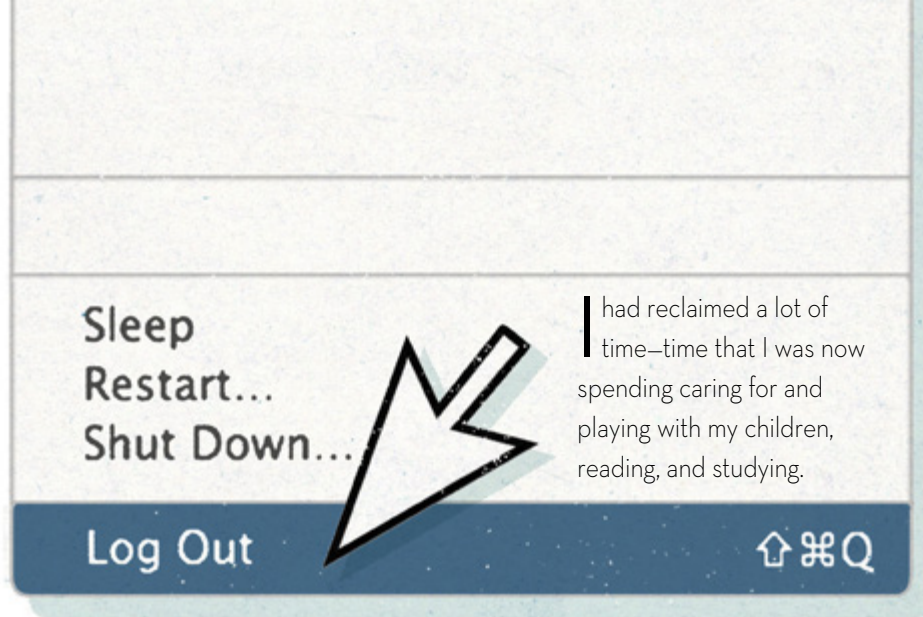 Sleep
Restart...
Shut Down...
Log Out ⇧⌘Q
I had reclaimed a lot of
time—time that I was now
spending caring for and
playing with my children,
reading, and studying.